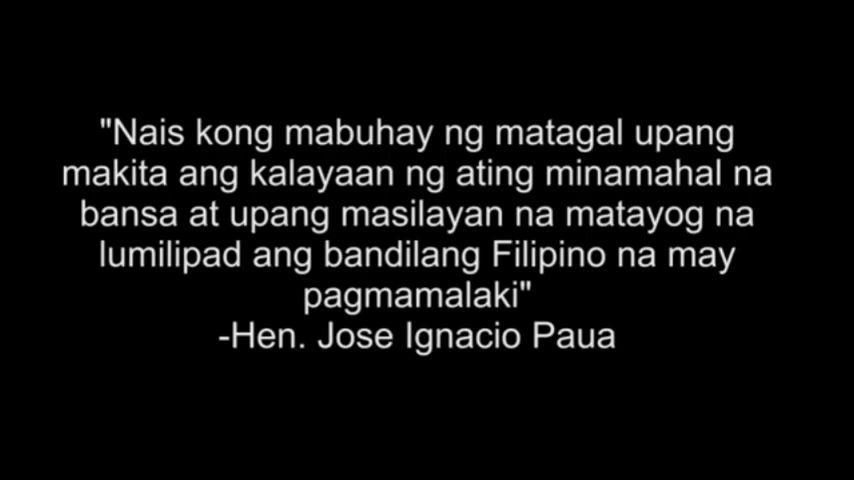 "Nais kong mabuhay ng matagal upang
makita ang kalayaan ng ating minamahal na
bansa at upang masilayan na matayog na
lumilipad ang bandilang Filipino na may
pagmamalaki"
-Hen. Jose Ignacio Paua